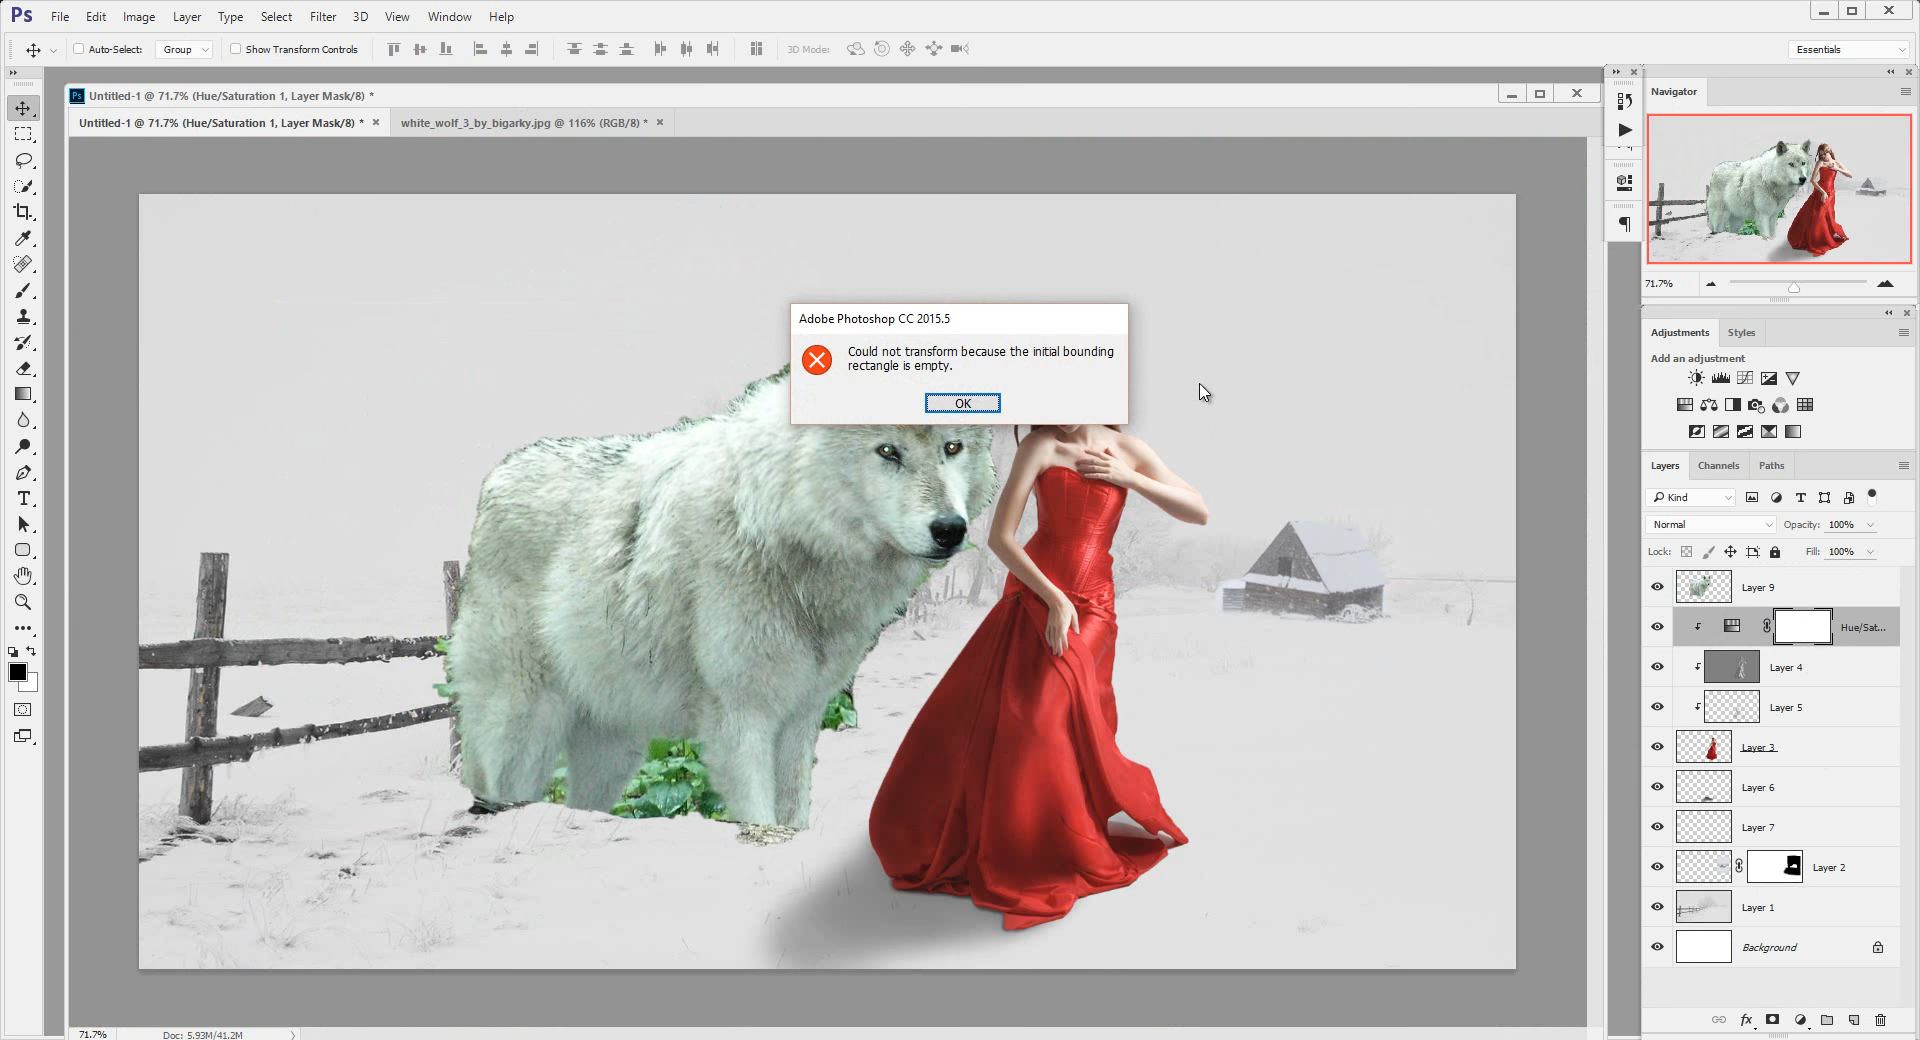 Ps File Edit Image Layer Type Select Filter 3D View Window Help
Auto-Select: Group Show Transform Controls 3D Mode: Essentials
Ps Untitled-1 @ 71.7% (Hue/Saturation 1, Layer Mask/8) *
Untitled-1 @ 71.7% (Hue/Saturation 1, Layer Mask/8) * × white_wolf_3_by_bigarky.jpg @ 116% (RGB/8) * ×
Navigator
71.7%
Adobe Photoshop CC 2015.5
Could not transform because the initial bounding
rectangle is empty.
OK
Adjustments Styles
Add an adjustment
Layers Channels Paths
Kind
Normal Opacity: 100%
Lock: Fill: 100%
Layer 9
Hue/Sat...
Layer 4
Layer 5
Layer 3
Layer 6
Layer 7
Layer 2
Layer 1
Background
fx
71.7% Doc: 5.93M/41.2M